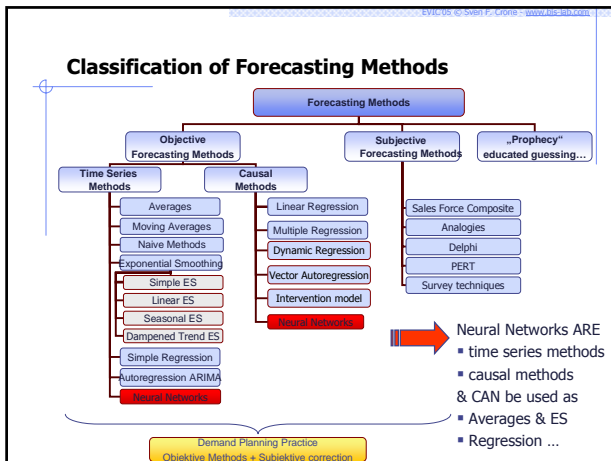 EVIC'05 © Sven F. Crone - www.bis-lab.com
Classification of Forecasting Methods
Forecasting Methods
Objective
Forecasting Methods
Subjective
Forecasting Methods
„Prophecy"
educated guessing…
Time Series
Methods
Causal
Methods
Averages
Moving Averages
Naive Methods
Exponential Smoothing
Simple ES
Linear ES
Seasonal ES
Dampened Trend ES
Simple Regression
Autoregression ARIMA
Neural Networks
Linear Regression
Multiple Regression
Dynamic Regression
Vector Autoregression
Intervention model
Neural Networks
Sales Force Composite
Analogies
Delphi
PERT
Survey techniques
Neural Networks ARE
▪ time series methods
▪ causal methods
& CAN be used as
▪ Averages & ES
▪ Regression …
Demand Planning Practice
Objektive Methods + Subjektive correction